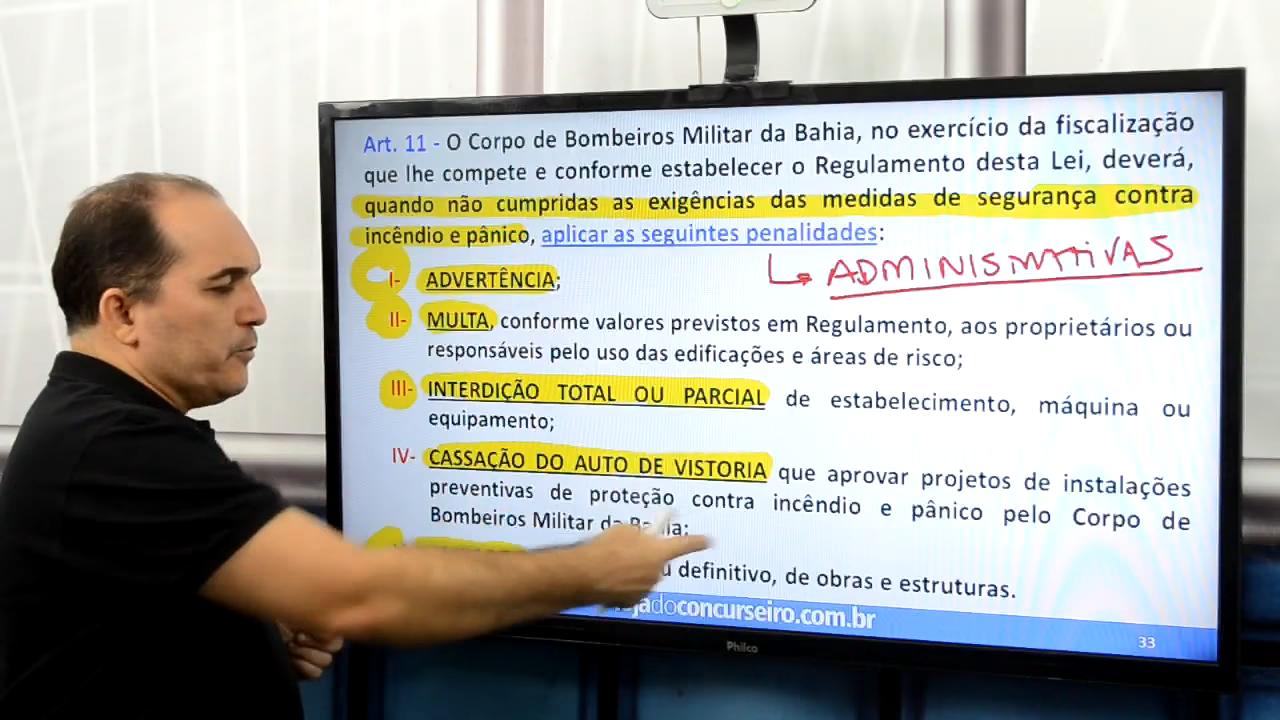 Art. 11 - O Corpo de Bombeiros Militar da Bahia, no exercício da fiscalização
que lhe compete e conforme estabelecer o Regulamento desta Lei, deverá,
quando não cumpridas as exigências das medidas de segurança contra
incêndio e pânico, aplicar as seguintes penalidades:
ADMINISTRATIVAS
I- ADVERTÊNCIA;
II- MULTA, conforme valores previstos em Regulamento, aos proprietários ou
responsáveis pelo uso das edificações e áreas de risco;
III- INTERDIÇÃO TOTAL OU PARCIAL de estabelecimento, máquina ou
equipamento;
IV- CASSAÇÃO DO AUTO DE VISTORIA que aprovar projetos de instalações
preventivas de proteção contra incêndio e pânico pelo Corpo de
Bombeiros Militar da Bahia;
definitivo, de obras e estruturas.
doconcurseiro.com.br
33
Philco